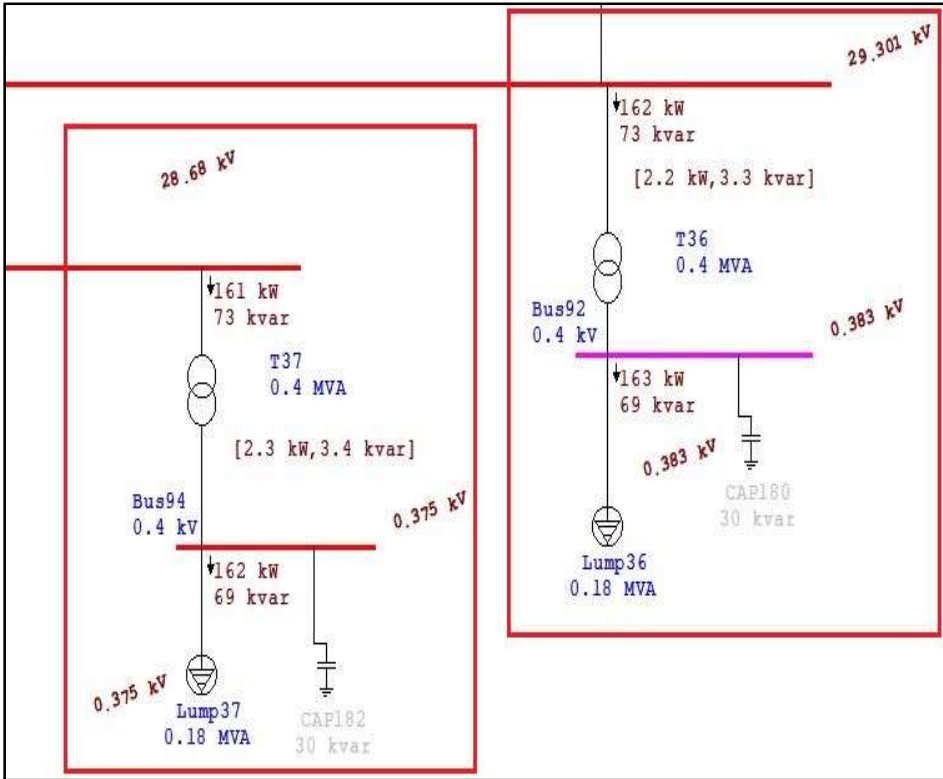 29.301 kV
162 kW
73 kvar
[2.2 kW,3.3 kvar]
T36
0.4 MVA
Bus92
0.4 kV
0.383 kV
163 kW
69 kvar
0.383 kV
CAP180
30 kvar
Lump36
0.18 MVA
28.68 kV
161 kW
73 kvar
T37
0.4 MVA
[2.3 kW,3.4 kvar]
Bus94
0.4 kV
0.375 kV
162 kW
69 kvar
0.375 kV
Lump37
0.18 MVA
CAP182
30 kvar